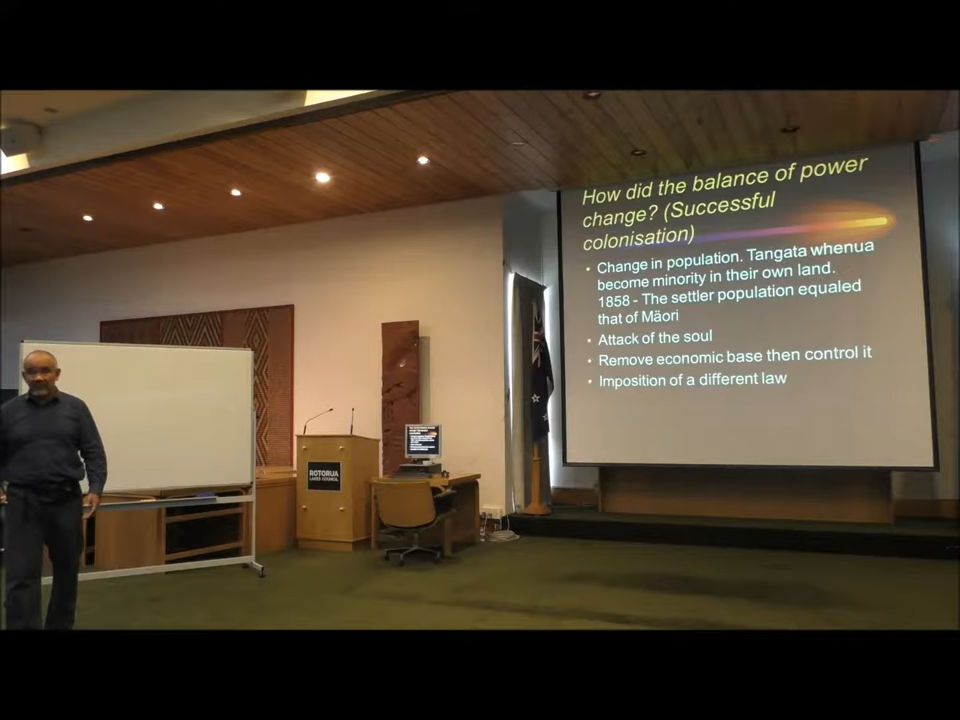 How did the balance of power
change? (Successful
colonisation)
• Change in population. Tangata whenua
become minority in their own land.
1858 - The settler population equaled
that of Mäori
• Attack of the soul
• Remove economic base then control it
• Imposition of a different law
ROTORUA
LAKES COUNCIL